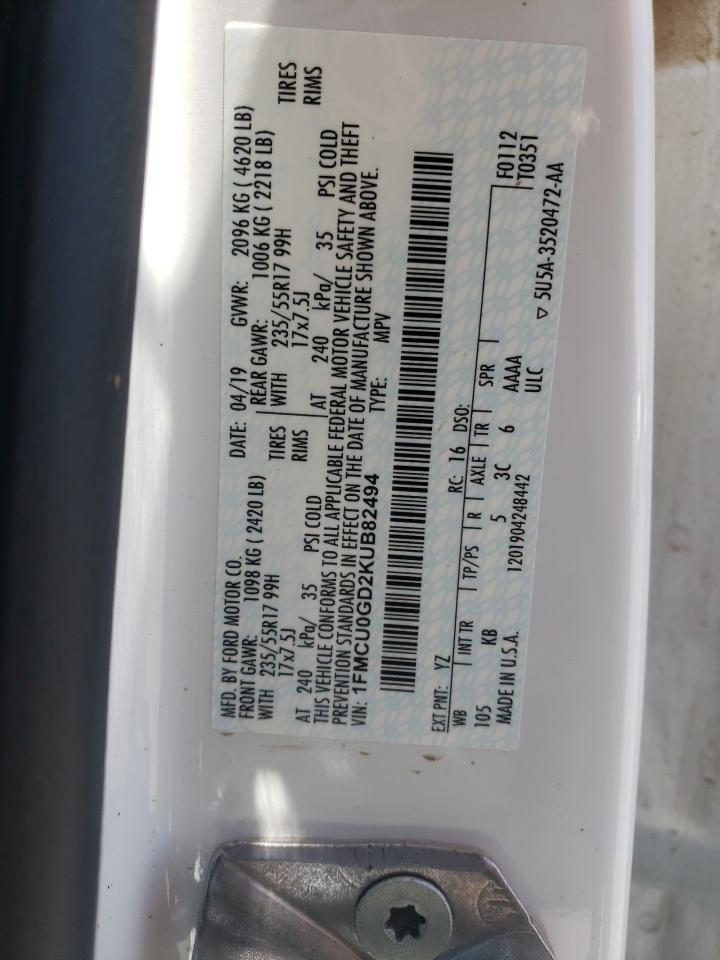 MFD. BY FORD MOTOR CO.
DATE: 04/19 GVWR: 2096 KG ( 4620 LB)
FRONT GAWR: 1098 KG ( 2420 LB)
REAR GAWR: 1006 KG ( 2218 LB)
WITH 235/55R17 99H TIRES
WITH 235/55R17 99H TIRES
17x7.5J RIMS
17x7.5J RIMS
AT 240 kPa/ 35 PSI COLD
AT 240 kPa/ 35 PSI COLD
THIS VEHICLE CONFORMS TO ALL APPLICABLE FEDERAL MOTOR VEHICLE SAFETY AND THEFT
PREVENTION STANDARDS IN EFFECT ON THE DATE OF MANUFACTURE SHOWN ABOVE.
VIN: 1FMCU0GD2KUB82494 TYPE: MPV
EXT PNT: YZ RC: 16 DSO: F0112
WB INT TR TP/PS R AXLE TR SPR T0351
105 KB 5 3C 6 AAAA
MADE IN U.S.A. 1201904248442 ULC
▽ 5U5A-3520472-AA